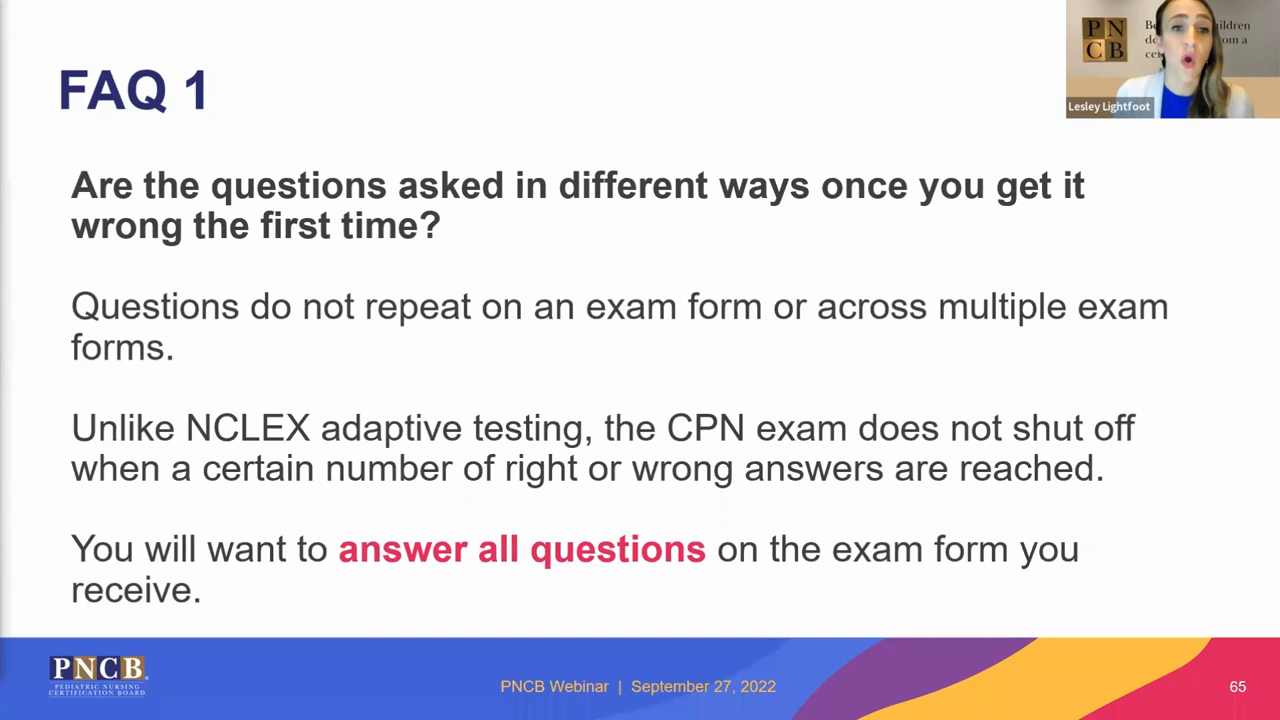 FAQ 1
PN
CB
ildren
om a
Lesley Lightfoot
Are the questions asked in different ways once you get it
wrong the first time?
Questions do not repeat on an exam form or across multiple exam
forms.
Unlike NCLEX adaptive testing, the CPN exam does not shut off
when a certain number of right or wrong answers are reached.
You will want to answer all questions on the exam form you
receive.
PNCB®
PEDIATRIC NURSING
CERTIFICATION BOARD
PNCB Webinar | September 27, 2022
65